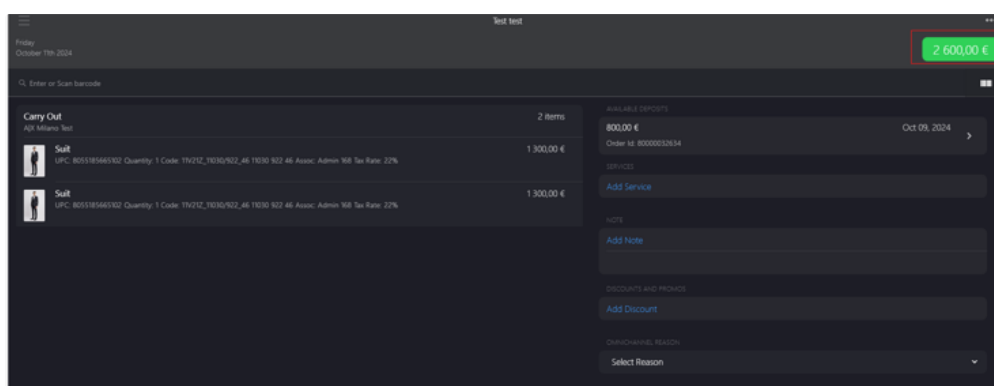 Test test
Friday
October 11th 2024
2 600,00 €
Enter or Scan barcode
Carry Out
2 items
AJX Milano Test
Suit
1 300,00 €
UPC: 8055185665102 Quantity: 1 Code: 11V21Z_11030/922_46 11030 922 46 Assoc: Admin 168 Tax Rate: 22%
Suit
1 300,00 €
UPC: 8055185665102 Quantity: 1 Code: 11V21Z_11030/922_46 11030 922 46 Assoc: Admin 168 Tax Rate: 22%
AVAILABLE DEPOSITS
800,00 €
Oct 09, 2024
Order Id: 80000032634
SERVICES
Add Service
NOTE
Add Note
DISCOUNTS AND PROMOS
Add Discount
OMNICHANNEL REASON
Select Reason